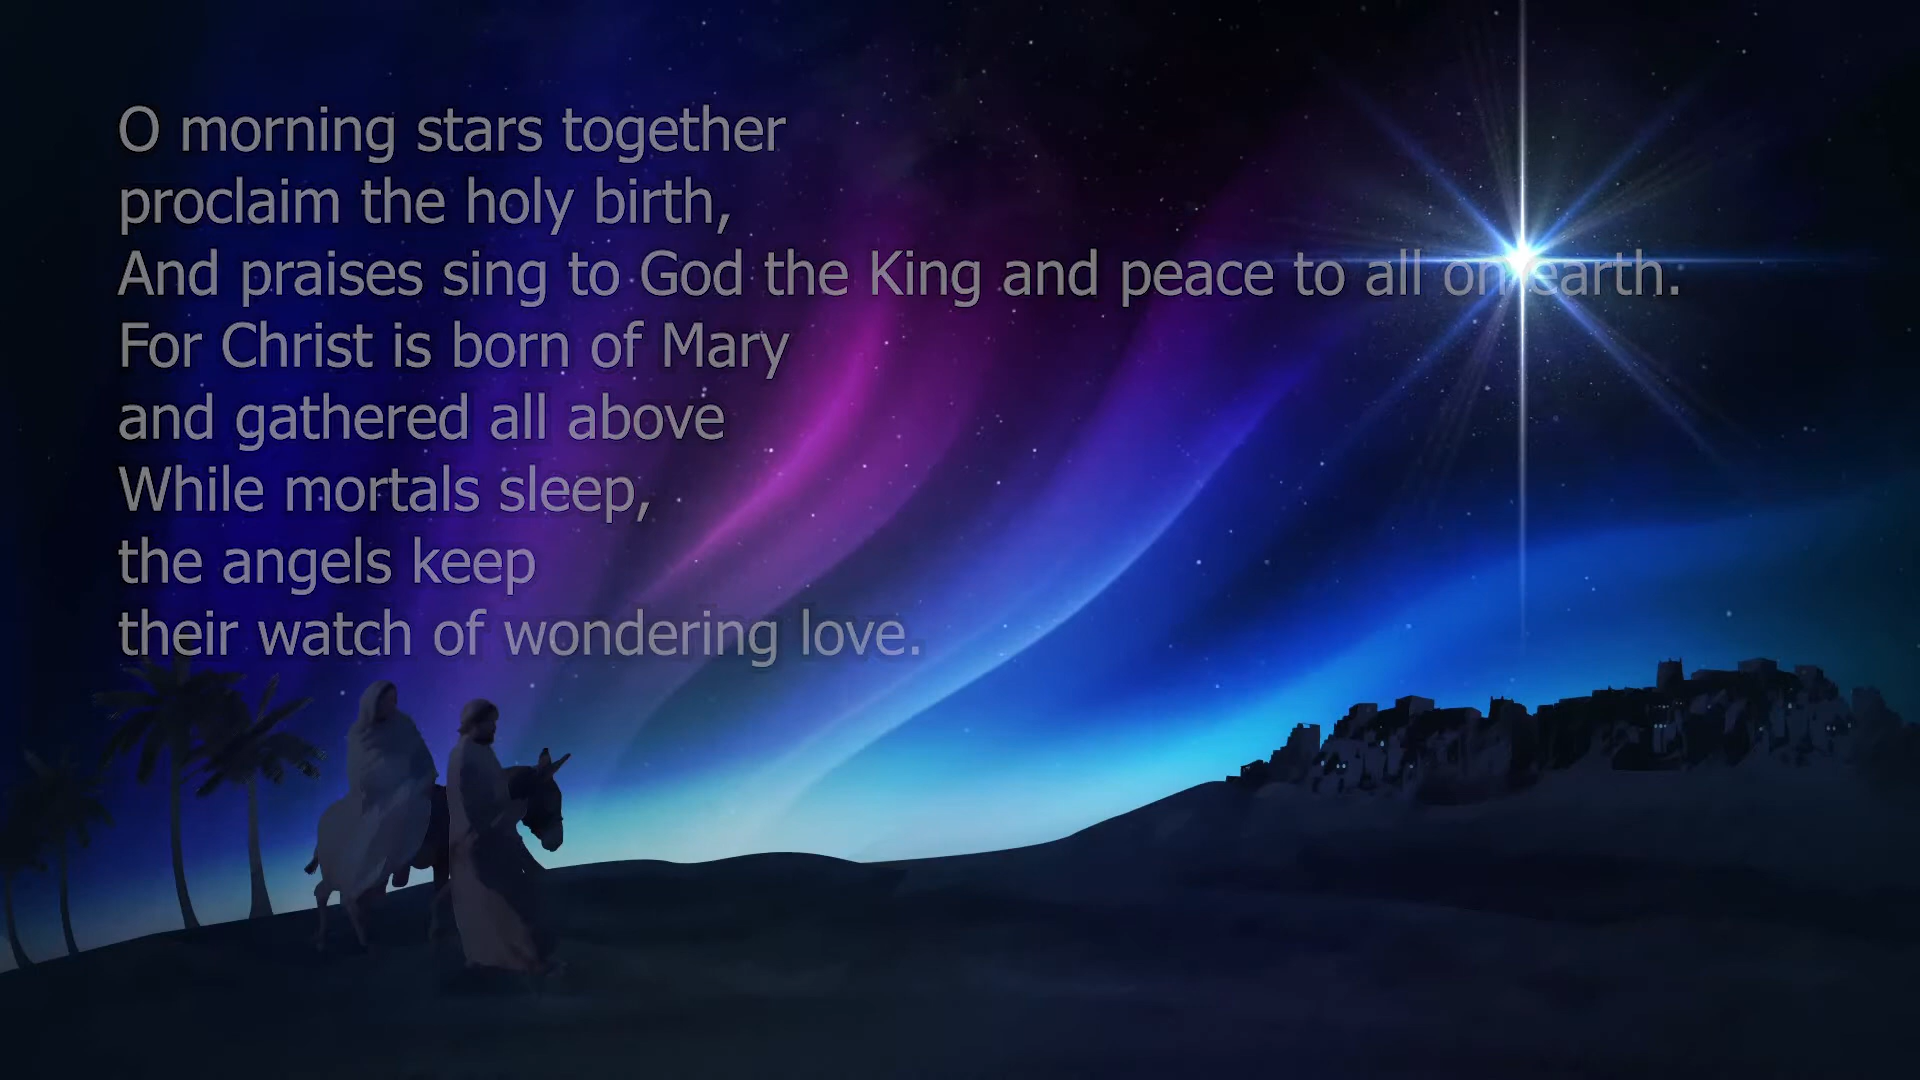 O morning stars together
proclaim the holy birth,
And praises sing to God the King and peace to all on earth.
For Christ is born of Mary
and gathered all above
While mortals sleep,
the angels keep
their watch of wondering love.